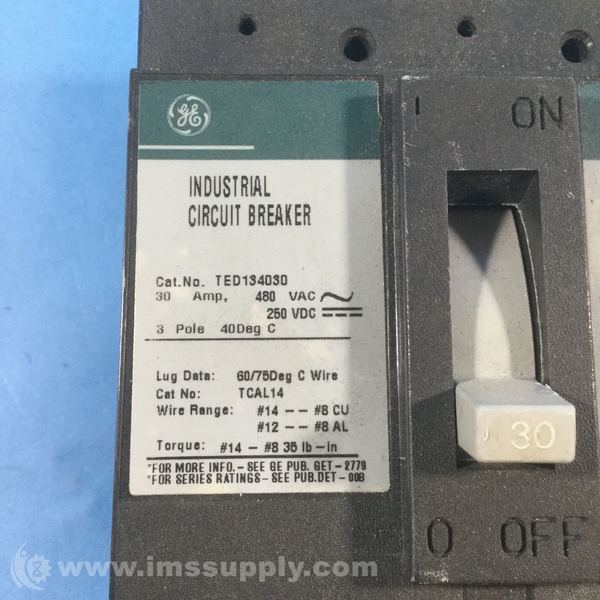 GE
INDUSTRIAL
CIRCUIT BREAKER
Cat.No. TED134030
30 Amp, 480 VAC
250 VDC
3 Pole 40Deg C
Lug Data: 60/75Deg C Wire
Cat No: TCAL14
Wire Range: #14 -- #8 CU
#12 -- #8 AL
Torque: #14 - #8 35 lb-in
*FOR MORE INFO.- SEE GE PUB. GET-2779
*FOR SERIES RATINGS- SEE PUB.DET-008
I ON
30
O OFF
www.imssupply.com